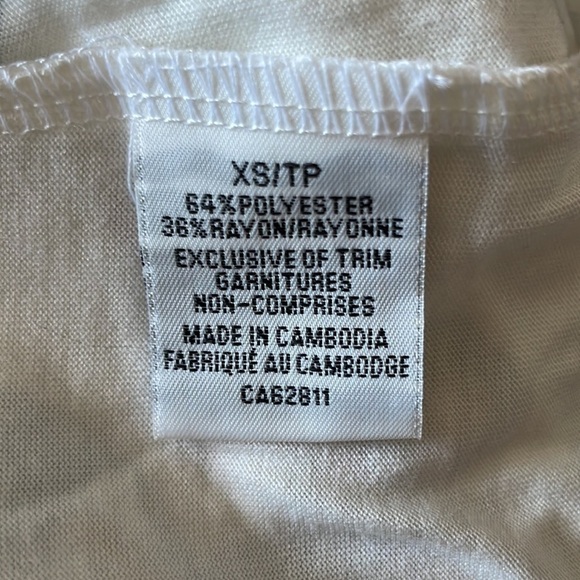 XS/TP
64%POLYESTER
36%RAYON/RAYONNE
EXCLUSIVE OF TRIM
GARNITURES
NON-COMPRISES
MADE IN CAMBODIA
FABRIQUÉ AU CAMBODGE
CA62811